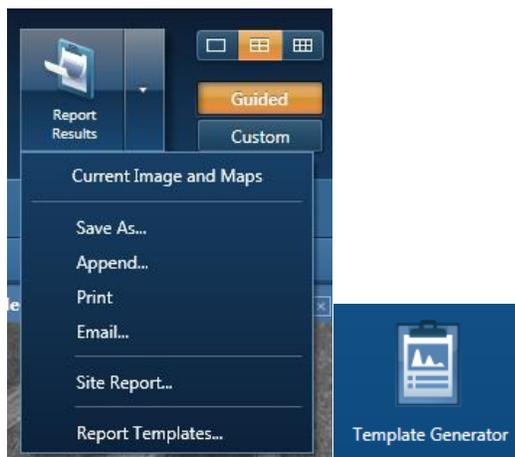 Report
Results
Guided
Custom
Current Image and Maps
Save As...
Append...
Print
Email...
Site Report...
Report Templates...
Template Generator